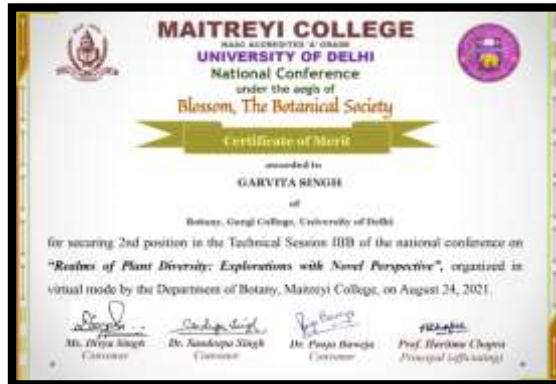 MAITREYI COLLEGE
NAAC ACCREDITED 'A' GRADE
UNIVERSITY OF DELHI
National Conference
under the aegis of
Blossom, The Botanical Society
Certificate of Merit
awarded to
GARVITA SINGH
of
Botany, Gargi College, University of Delhi
for securing 2nd position in the Technical Session IIIB of the national conference on
"Realms of Plant Diversity: Explorations with Novel Perspective", organized in
virtual mode by the Department of Botany, Maitreyi College, on August 24, 2021.
Ms. Divya Singh Dr. Sandeepa Singh Dr. Pooja Baweja Prof. Haritma Chopra
Convenor Convenor Convenor Principal (officiating)